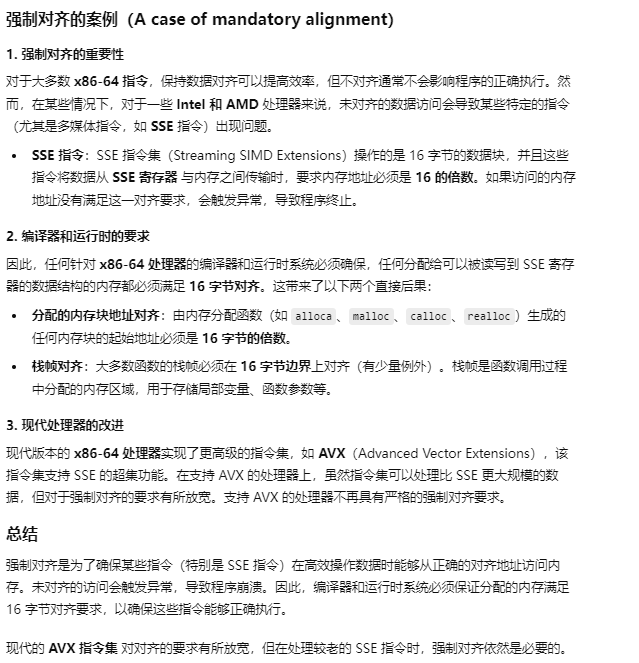 强制对齐的案例（A case of mandatory alignment）
1. 强制对齐的重要性
对于大多数 x86-64 指令，保持数据对齐可以提高效率，但不对齐通常不会影响程序的正确执行。然
而，在某些情况下，对于一些 Intel 和 AMD 处理器来说，未对齐的数据访问会导致某些特定的指令
（尤其是多媒体指令，如 SSE 指令）出现问题。
• SSE 指令：SSE 指令集（Streaming SIMD Extensions）操作的是 16 字节的数据块，并且这些
指令将数据从 SSE 寄存器 与内存之间传输时，要求内存地址必须是 16 的倍数。如果访问的内存
地址没有满足这一对齐要求，会触发异常，导致程序终止。
2. 编译器和运行时的要求
因此，任何针对 x86-64 处理器的编译器和运行时系统必须确保，任何分配给可以被读写到 SSE 寄存
器的数据结构的内存都必须满足 16 字节对齐。这带来了以下两个直接后果：
• 分配的内存块地址对齐：由内存分配函数（如 alloca、malloc、calloc、realloc）生成的
任何内存块的起始地址必须是 16 字节的倍数。
• 栈帧对齐：大多数函数的栈帧必须在 16 字节边界上对齐（有少量例外）。栈帧是函数调用过程
中分配的内存区域，用于存储局部变量、函数参数等。
3. 现代处理器的改进
现代版本的 x86-64 处理器实现了更高级的指令集，如 AVX（Advanced Vector Extensions），该
指令集支持 SSE 的超集功能。在支持 AVX 的处理器上，虽然指令集可以处理比 SSE 更大规模的数
据，但对于强制对齐的要求有所放宽。支持 AVX 的处理器不再具有严格的强制对齐要求。
总结
强制对齐是为了确保某些指令（特别是 SSE 指令）在高效操作数据时能够从正确的对齐地址访问内
存。未对齐的访问会触发异常，导致程序崩溃。因此，编译器和运行时系统必须保证分配的内存满足
16 字节对齐要求，以确保这些指令能够正确执行。
现代的 AVX 指令集 对对齐的要求有所放宽，但在处理较老的 SSE 指令时，强制对齐依然是必要的。